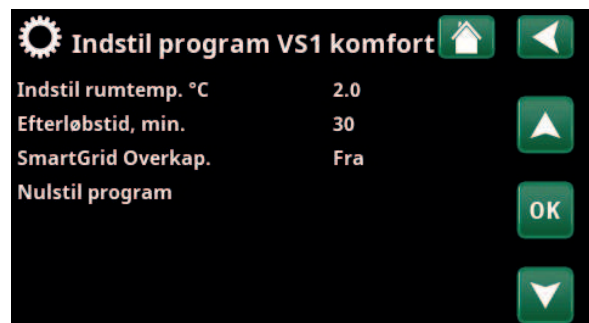 Indstil program VS1 komfort
Indstil rumtemp. °C 2.0
Efterløbstid, min. 30
SmartGrid Overkap. Fra
Nulstil program
OK